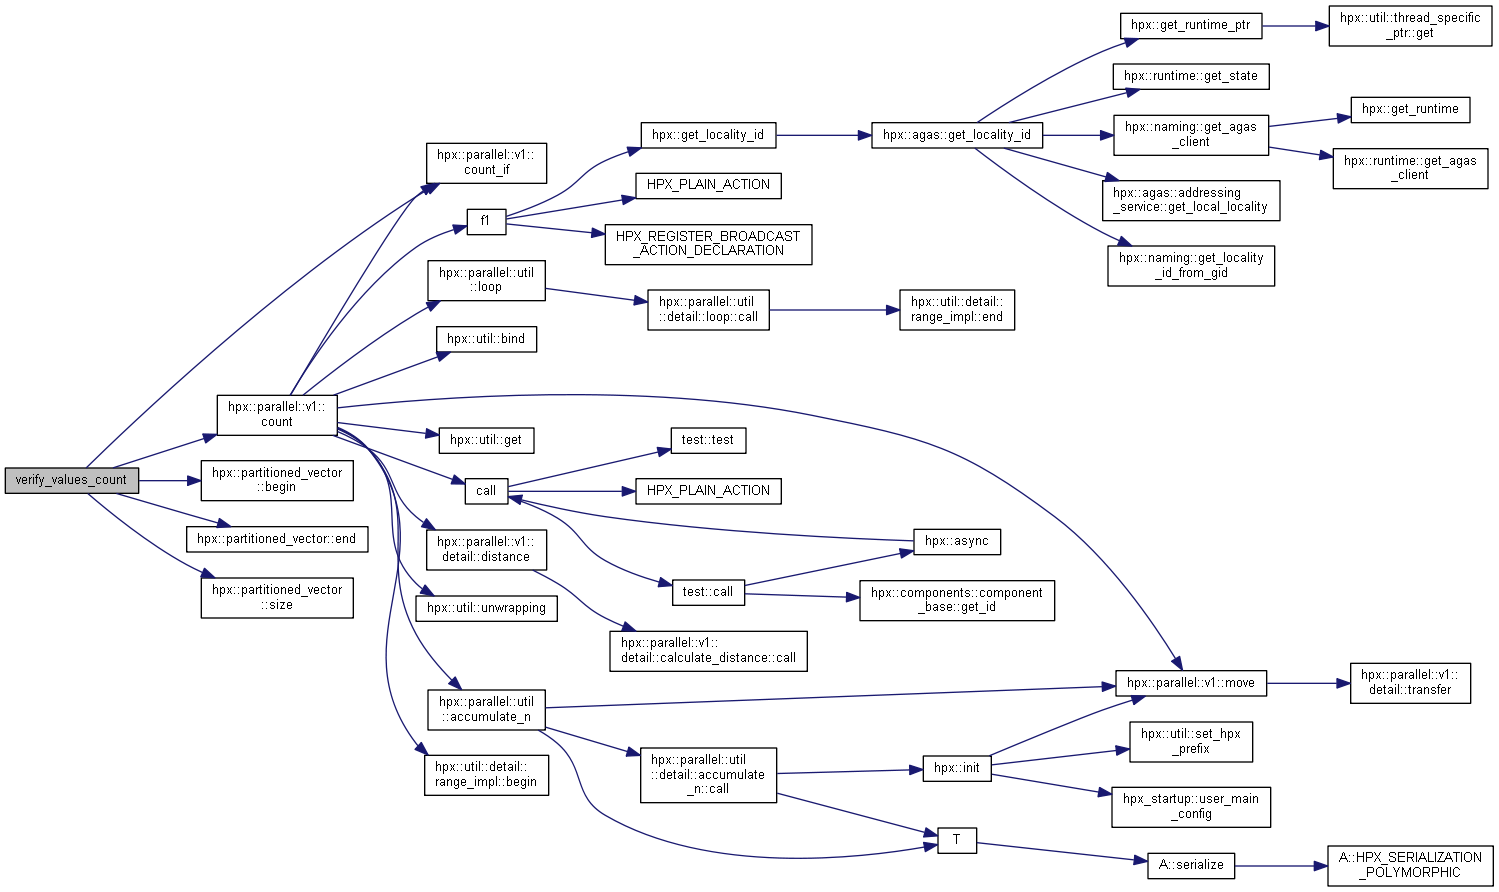 verify_values_count
hpx::parallel::v1::
count
hpx::partitioned_vector
::begin
hpx::partitioned_vector::end
hpx::partitioned_vector
::size
hpx::parallel::v1::
count_if
f1
hpx::parallel::util
::loop
hpx::util::bind
hpx::util::get
call
hpx::parallel::v1::
detail::distance
hpx::util::unwrapping
hpx::parallel::util
::accumulate_n
hpx::util::detail::
range_impl::begin
hpx::get_locality_id
HPX_PLAIN_ACTION
HPX_REGISTER_BROADCAST
_ACTION_DECLARATION
hpx::parallel::util
::detail::loop::call
test::test
HPX_PLAIN_ACTION
test::call
hpx::parallel::v1::
detail::calculate_distance::call
hpx::parallel::util
::detail::accumulate
_n::call
hpx::agas::get_locality_id
hpx::util::detail::
range_impl::end
hpx::async
hpx::components::component
_base::get_id
hpx::init
T
hpx::get_runtime_ptr
hpx::runtime::get_state
hpx::naming::get_agas
_client
hpx::agas::addressing
_service::get_local_locality
hpx::naming::get_locality
_id_from_gid
hpx::parallel::v1::move
hpx::util::set_hpx
_prefix
hpx_startup::user_main
_config
A::serialize
hpx::util::thread_specific
_ptr::get
hpx::get_runtime
hpx::runtime::get_agas
_client
hpx::parallel::v1::
detail::transfer
A::HPX_SERIALIZATION
_POLYMORPHIC